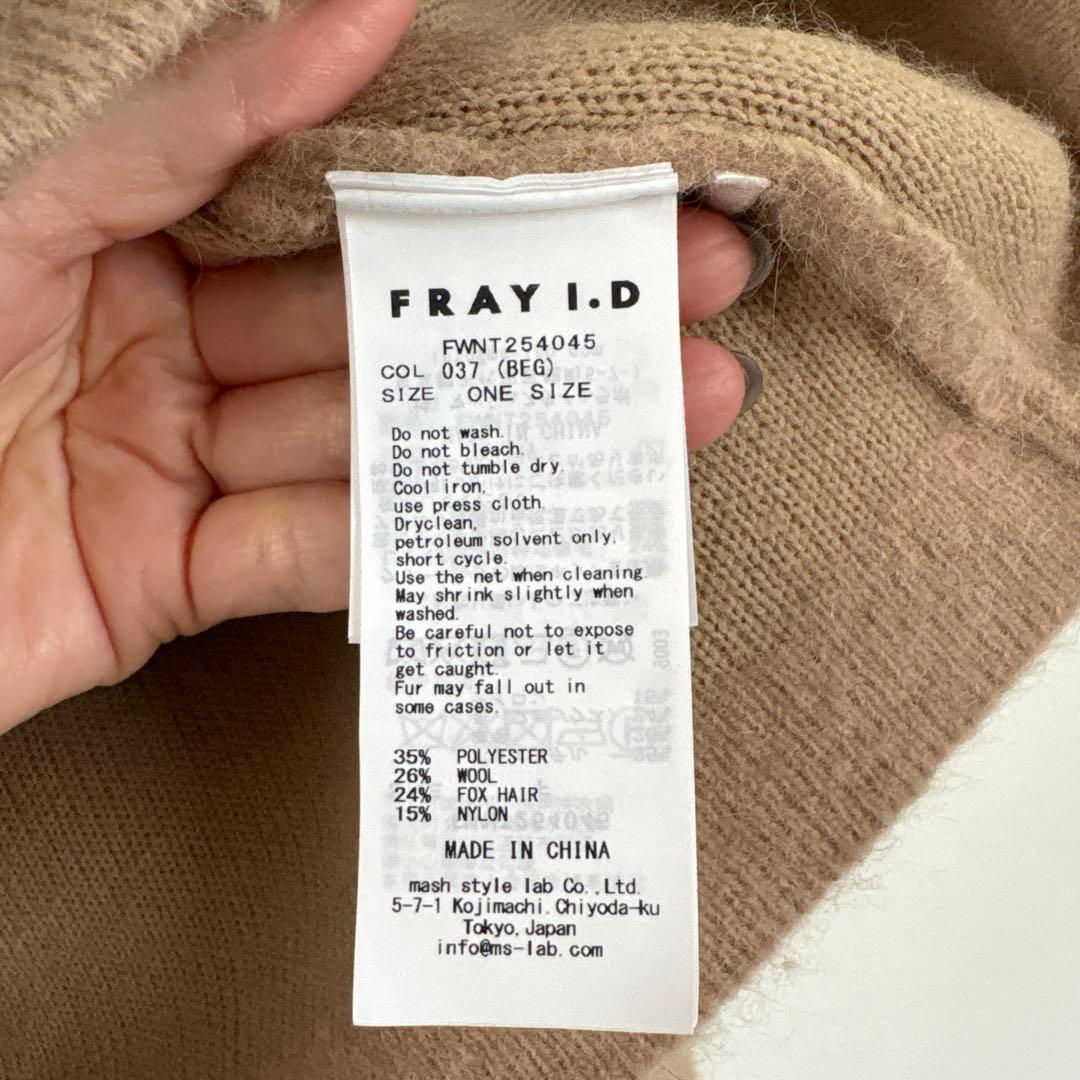 FRAY I.D
FWNT254045
COL 037 (BEG)
SIZE ONE SIZE
Do not wash.
Do not bleach.
Do not tumble dry.
Cool iron,
use press cloth.
Dryclean,
petroleum solvent only,
short cycle.
Use the net when cleaning.
May shrink slightly when
washed.
Be careful not to expose
to friction or let it
get caught.
Fur may fall out in
some cases.
35% POLYESTER
26% WOOL
24% FOX HAIR
15% NYLON
MADE IN CHINA
mash style lab Co.,Ltd.
5-7-1 Kojimachi.Chiyoda-ku
Tokyo,Japan
info@ms-lab.com